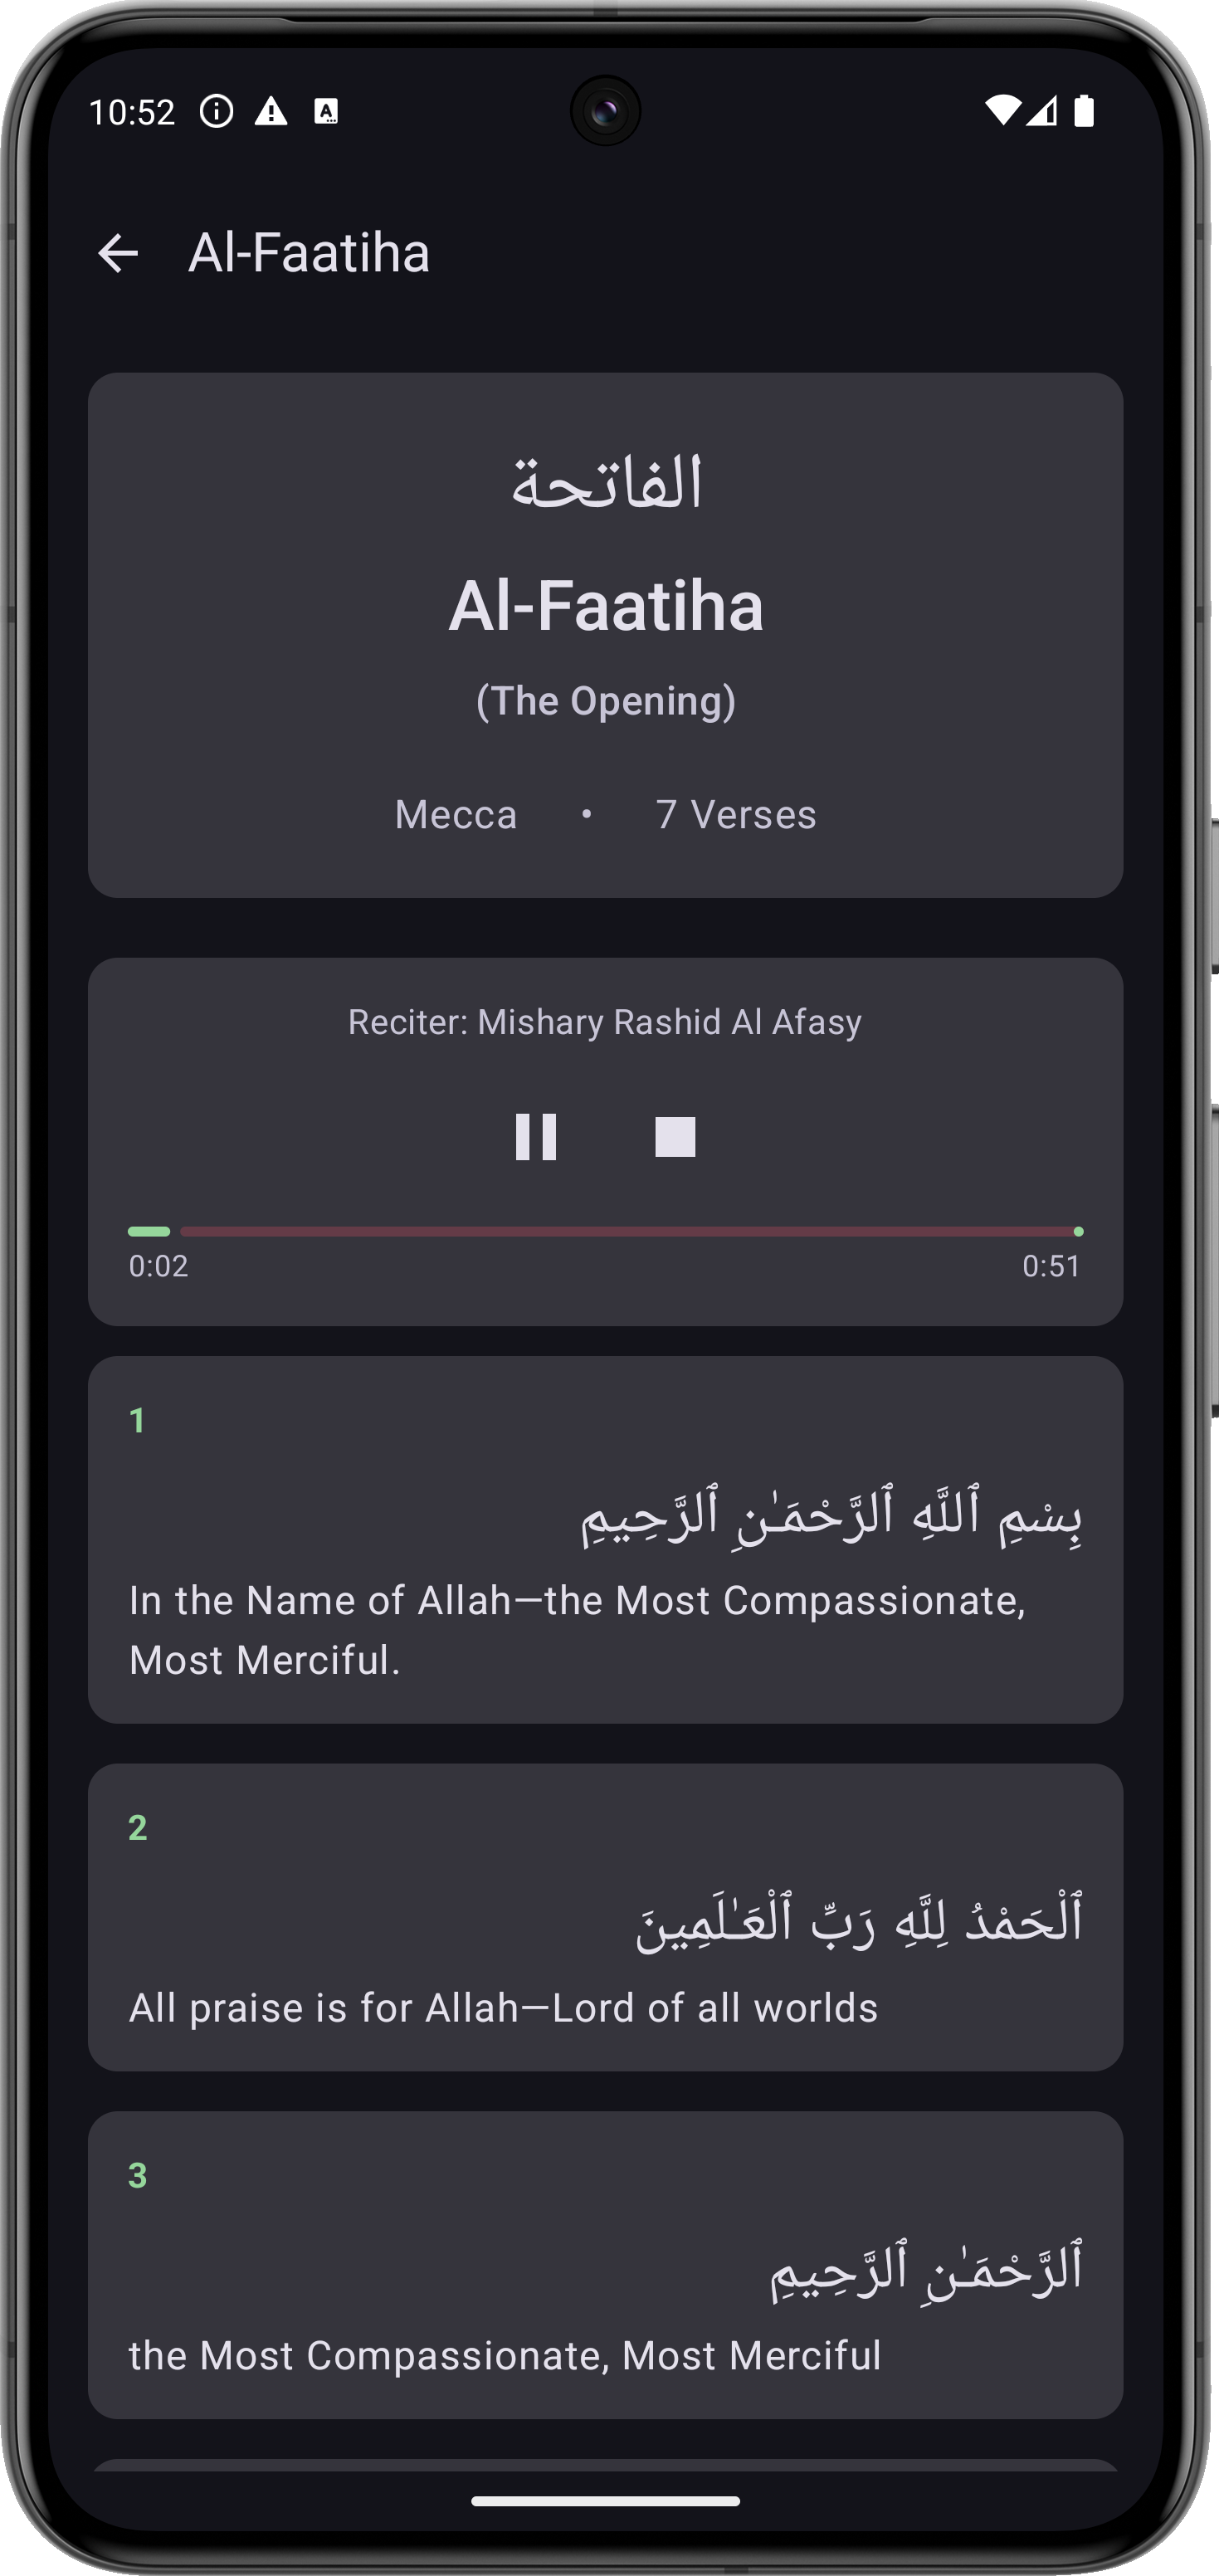 10:52
Al-Faatiha
الفاتحة
Al-Faatiha
(The Opening)
Mecca • 7 Verses
Reciter: Mishary Rashid Al Afasy
0:02 0:51
1
بِسْمِ ٱللَّهِ ٱلرَّحْمَـٰنِ ٱلرَّحِيمِ
In the Name of Allah—the Most Compassionate,
Most Merciful.
2
ٱلْحَمْدُ لِلَّهِ رَبِّ ٱلْعَـٰلَمِينَ
All praise is for Allah—Lord of all worlds
3
ٱلرَّحْمَـٰنِ ٱلرَّحِيمِ
the Most Compassionate, Most Merciful